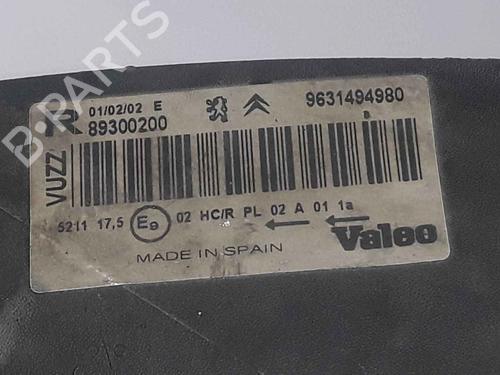 R 01/02/02 E
89300200
9631494980
B
VUZZ
5211 17,5 E9 02 HC/R PL 02 A 01 1a
MADE IN SPAIN
Valeo
B-PARTS